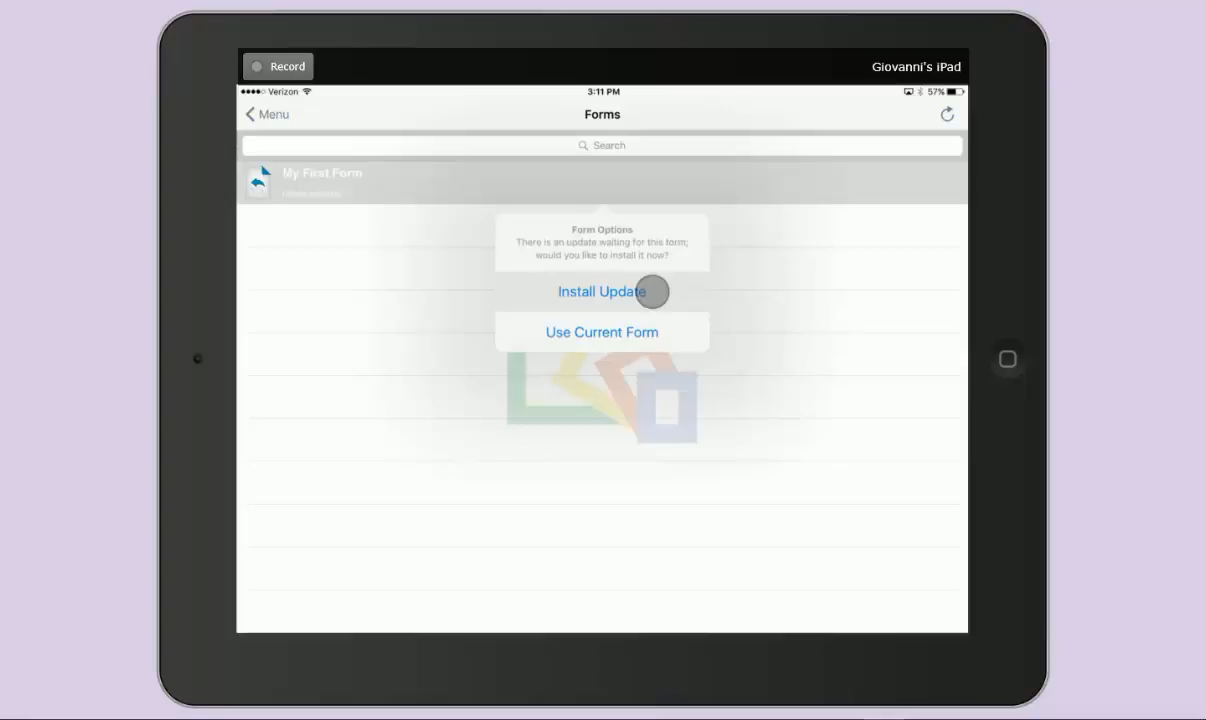 Record
Giovanni's iPad
Verizon
3:11 PM
57%
Menu
Forms
Search
My First Form
Form Options
There is an update waiting for this form;
would you like to install it now?
Install Update
Use Current Form